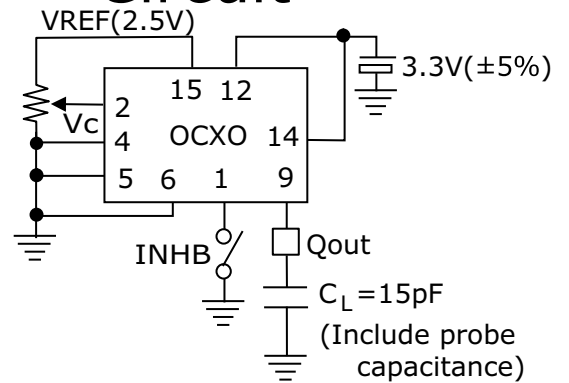 Circuit
VREF(2.5V)
3.3V(±5%)
15 12
2
Vc
OCXO
14
4
5 6 1 9
INHB
Qout
CL=15pF
(Include probe
capacitance)